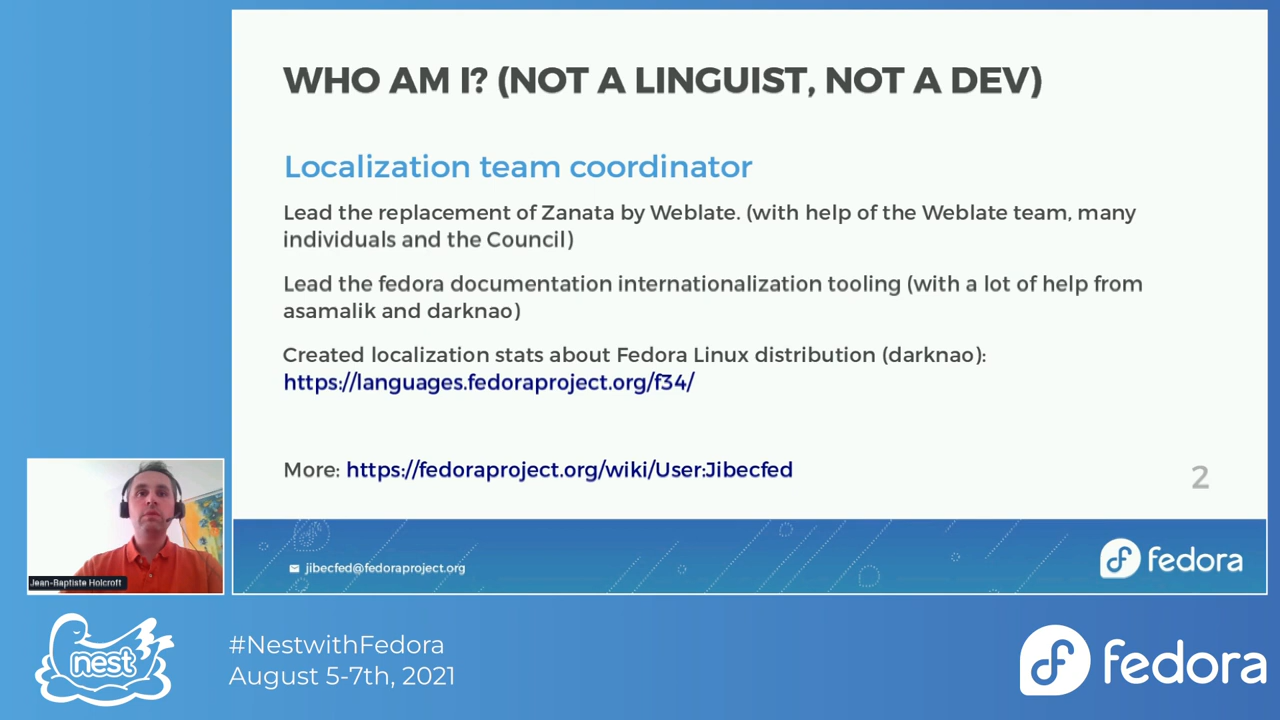 WHO AM I? (NOT A LINGUIST, NOT A DEV)
Localization team coordinator
Lead the replacement of Zanata by Weblate. (with help of the Weblate team, many
individuals and the Council)
Lead the fedora documentation internationalization tooling (with a lot of help from
asamalik and darknao)
Created localization stats about Fedora Linux distribution (darknao):
https://languages.fedoraproject.org/f34/
More: https://fedoraproject.org/wiki/User:Jibecfed
2
jibecfed@fedoraproject.org
fedora
Jean-Baptiste Holcroft
nest
#NestwithFedora
August 5-7th, 2021
fedora